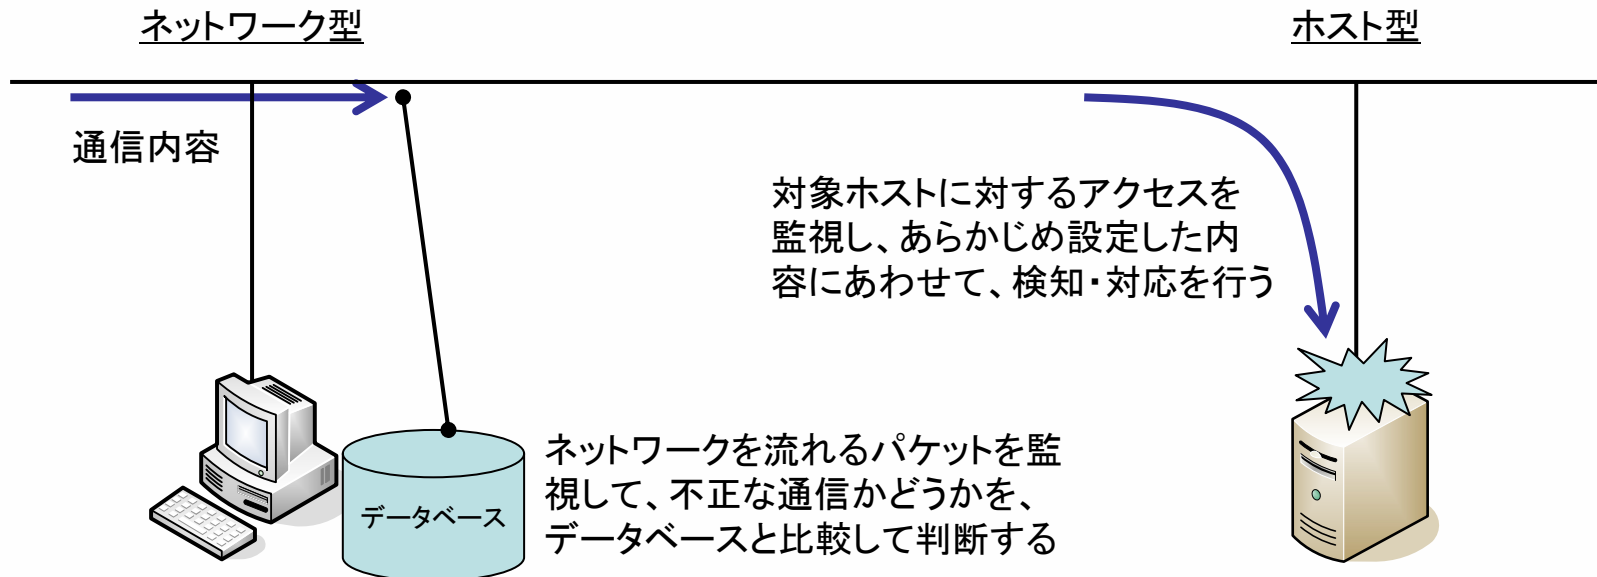 ネットワーク型
ホスト型
通信内容
対象ホストに対するアクセスを
監視し、あらかじめ設定した内
容にあわせて、検知・対応を行う
ネットワークを流れるパケットを監
視して、不正な通信かどうかを、
データベースと比較して判断する
データベース